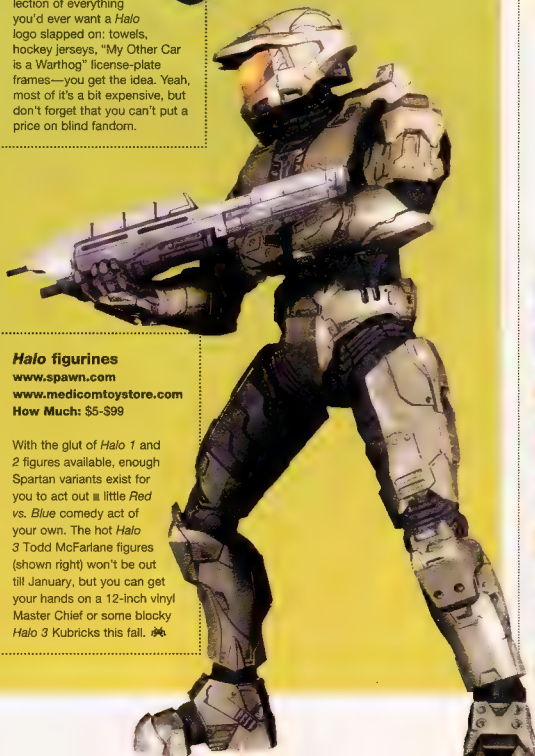 lection of everything
you'd ever want a Halo
logo slapped on: towels,
hockey jerseys, "My Other Car
is a Warthog" license-plate
frames—you get the idea. Yeah,
most of it's a bit expensive, but
don't forget that you can't put a
price on blind fandom.
Halo figurines
www.spawn.com
www.medicomtoystore.com
How Much: $5-$99
With the glut of Halo 1 and
2 figures available, enough
Spartan variants exist for
you to act out little Red
vs. Blue comedy act of
your own. The hot Halo
3 Todd McFarlane figures
(shown right) won't be out
till January, but you can get
your hands on a 12-inch vinyl
Master Chief or some blocky
Halo 3 Kubricks this fall.